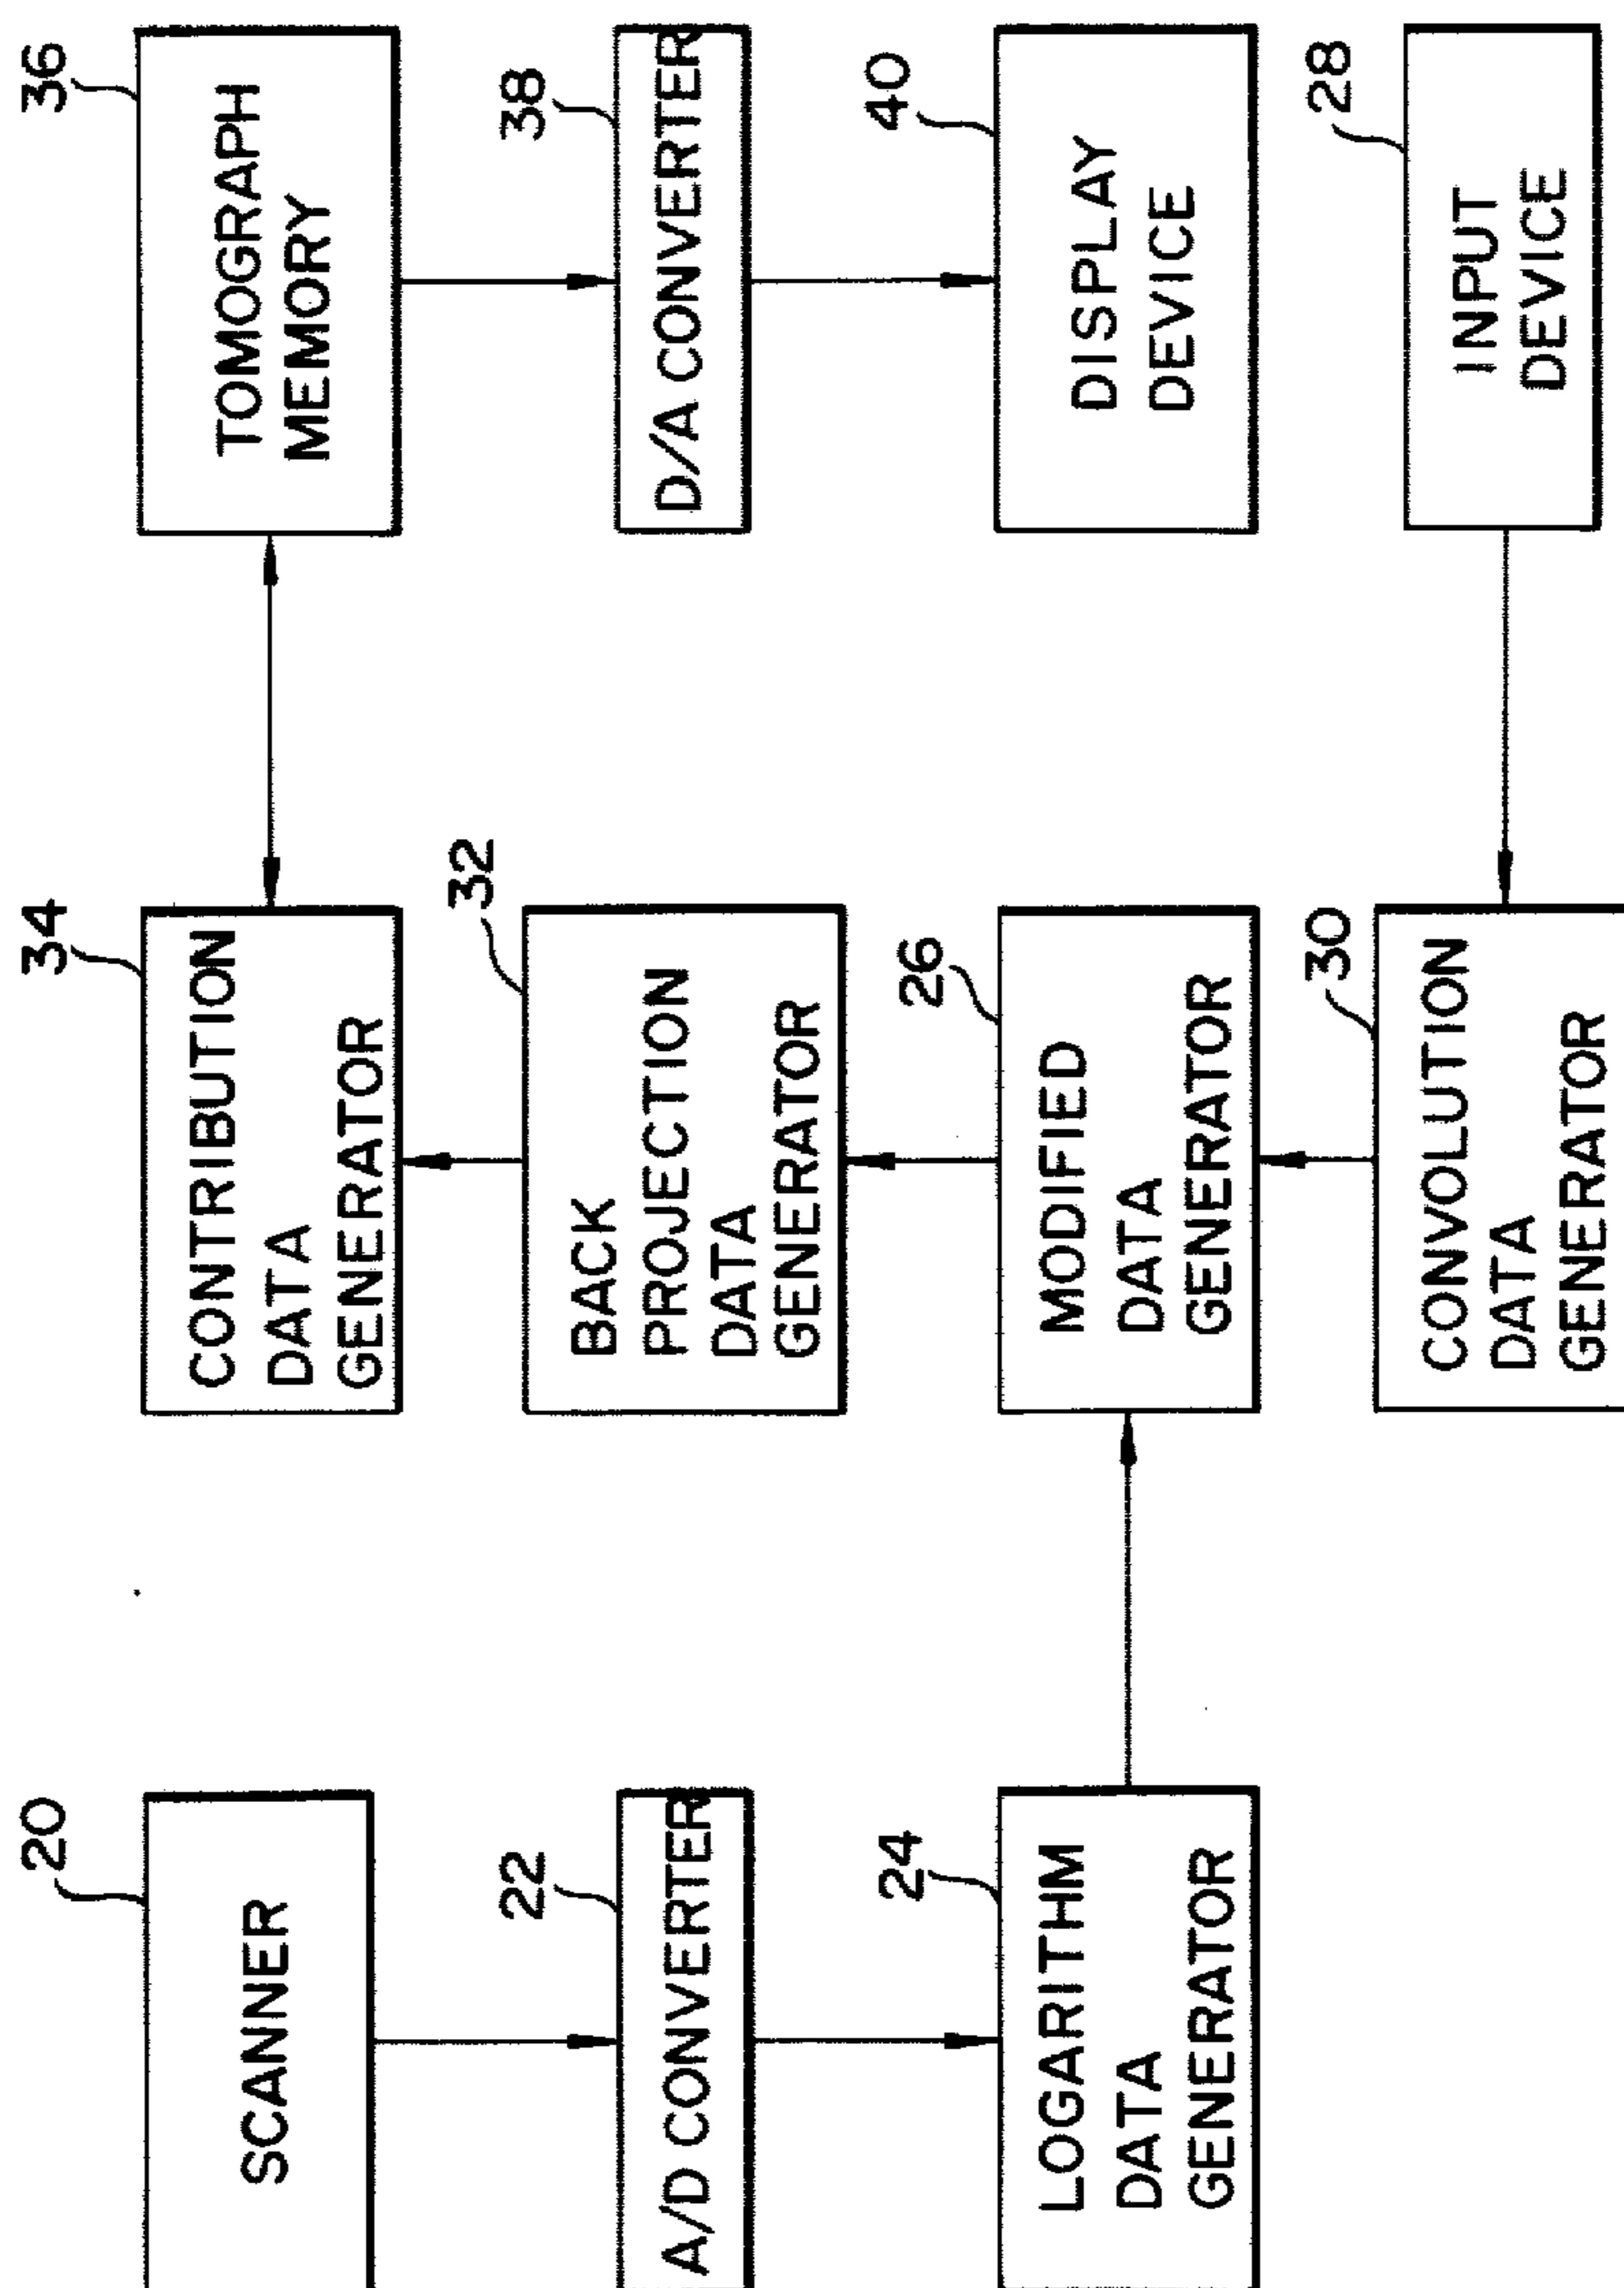 20
SCANNER
22
A/D CONVERTER
24
LOGARITHM
DATA
GENERATOR
34
CONTRIBUTION
DATA
GENERATOR
32
BACK
PROJECTION
DATA
GENERATOR
26
MODIFIED
DATA
GENERATOR
30
CONVOLUTION
DATA
GENERATOR
36
TOMOGRAPH
MEMORY
38
D/A CONVERTER
40
DISPLAY
DEVICE
28
INPUT
DEVICE